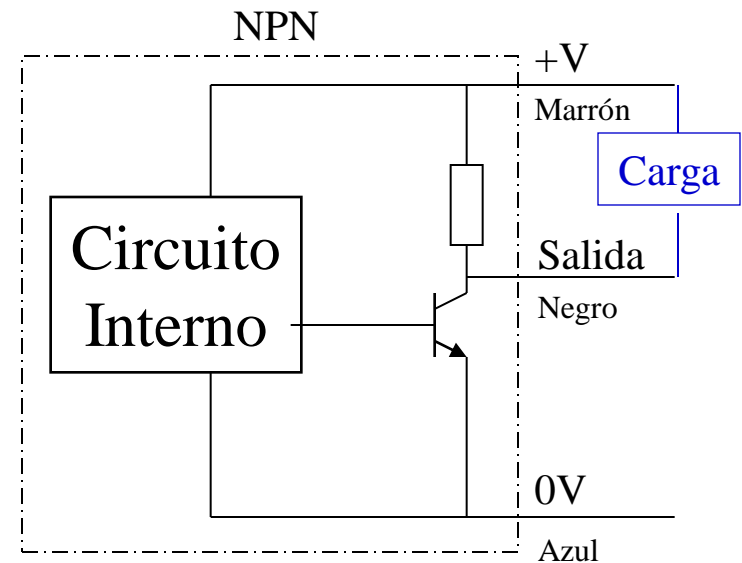 NPN
+V
Marrón
Carga
Circuito
Interno
Salida
Negro
0V
Azul